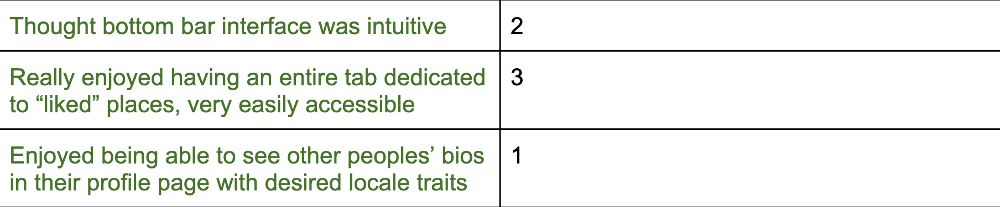 Thought bottom bar interface was intuitive
2
Really enjoyed having an entire tab dedicated
to “liked” places, very easily accessible
3
Enjoyed being able to see other peoples’ bios
in their profile page with desired locale traits
1